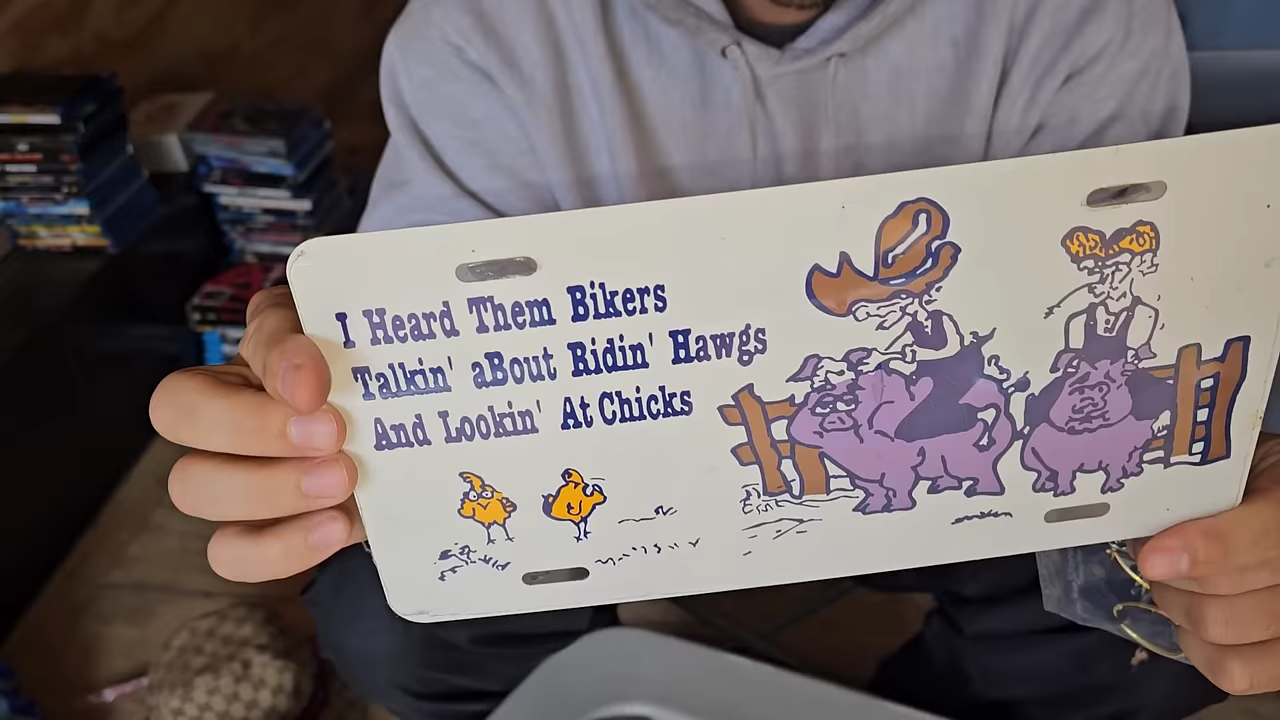 I Heard Them Bikers
Talkin' aBout Ridin' Hawgs
And Lookin' At Chicks